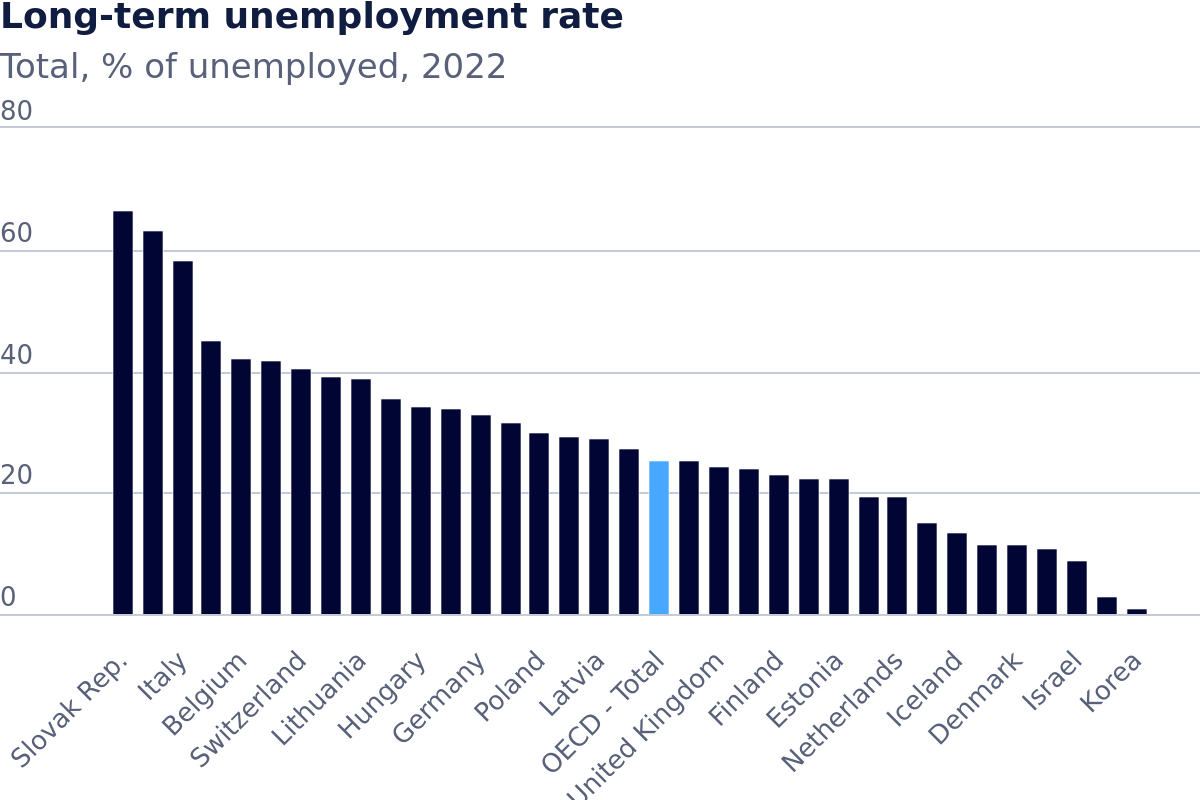 Long-term unemployment rate
Total, % of unemployed, 2022
80
60
40
20
0
Slovak Rep.
Italy
Belgium
Switzerland
Lithuania
Hungary
Germany
Poland
Latvia
OECD - Total
United Kingdom
Finland
Estonia
Netherlands
Iceland
Denmark
Israel
Korea